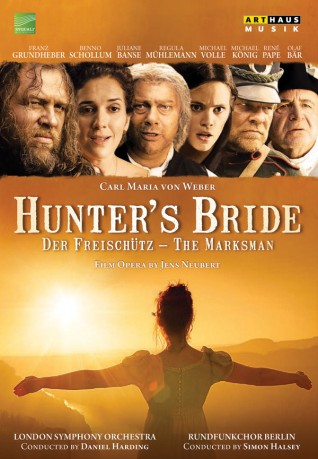 ARTHAUS
MUSIK
FRANZ GRUNDHEBER
BENNO SCHOLLUM
JULIANE BANSE
REGULA MÜHLEMANN
MICHAEL VOLLE
MICHAEL KÖNIG
RENÉ PAPE
OLAF BÄR
CARL MARIA VON WEBER
HUNTER'S BRIDE
DER FREISCHÜTZ – THE MARKSMAN
FILM OPERA BY JENS NEUBERT
LONDON SYMPHONY ORCHESTRA
CONDUCTED BY DANIEL HARDING
RUNDFUNKCHOR BERLIN
CONDUCTED BY SIMON HALSEY